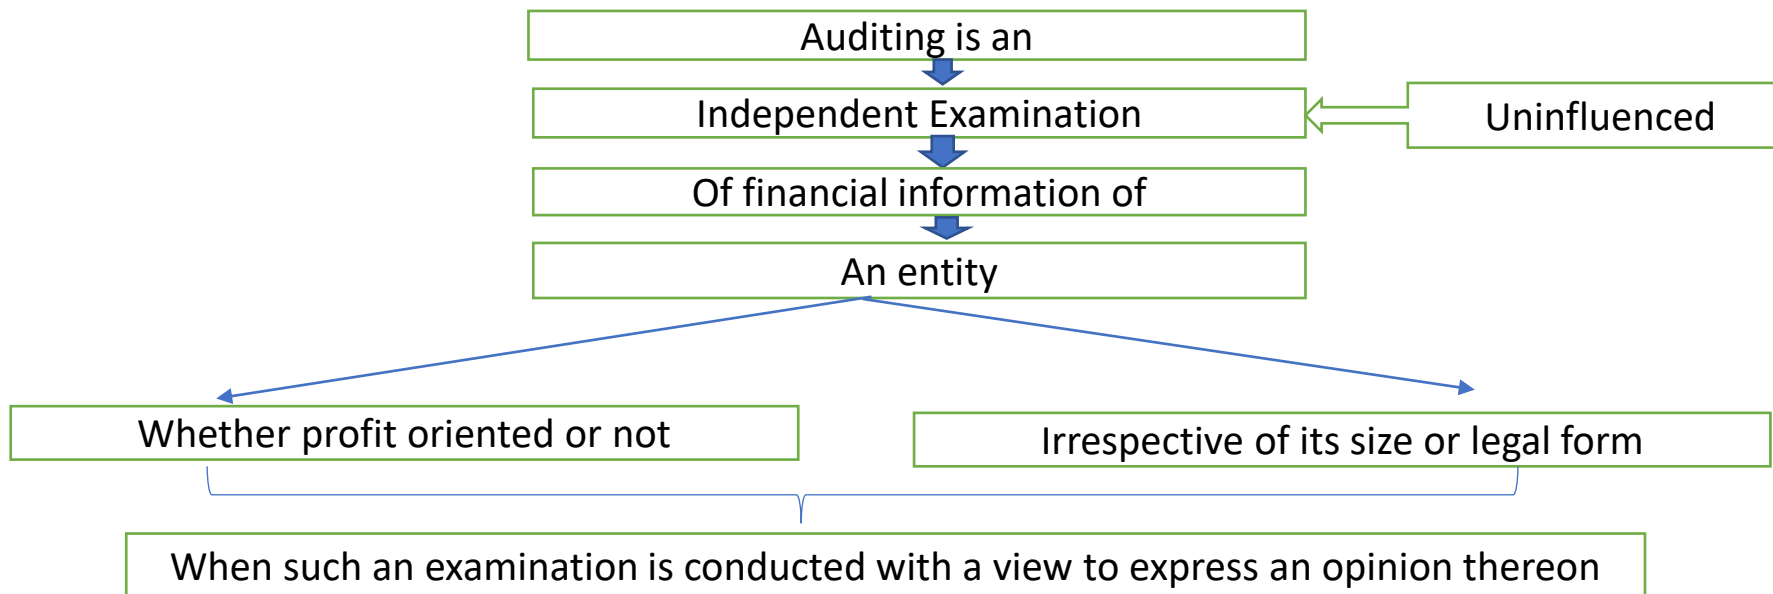 Auditing is an
Independent Examination
Uninfluenced
Of financial information of
An entity
Whether profit oriented or not
Irrespective of its size or legal form
When such an examination is conducted with a view to express an opinion thereon